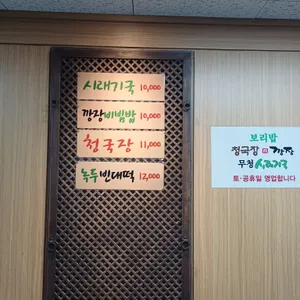 시래기국 10,000
깡장비빔밥 10,000
청국장 11,000
녹두빈대떡 12,000
보리밥
청국장 깡장
무청 시래기국
토·공휴일 영업합니다